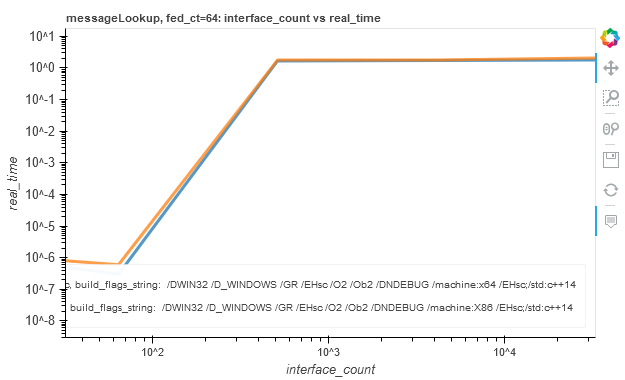 messageLookup, fed_ct=64: interface_count vs real_time
10^1
10^0
10^-1
10^-2
10^-3
10^-4
10^-5
10^-6
10^-7
10^-8
real_time
, build_flags_string: /DWIN32 /D_WINDOWS /GR /EHsc /O2 /Ob2 /DNDEBUG /machine:x64 /EHsc;/std:c++14
build_flags_string: /DWIN32 /D_WINDOWS /GR /EHsc /O2 /Ob2 /DNDEBUG /machine:X86 /EHsc;/std:c++14
10^2 10^3 10^4
interface_count